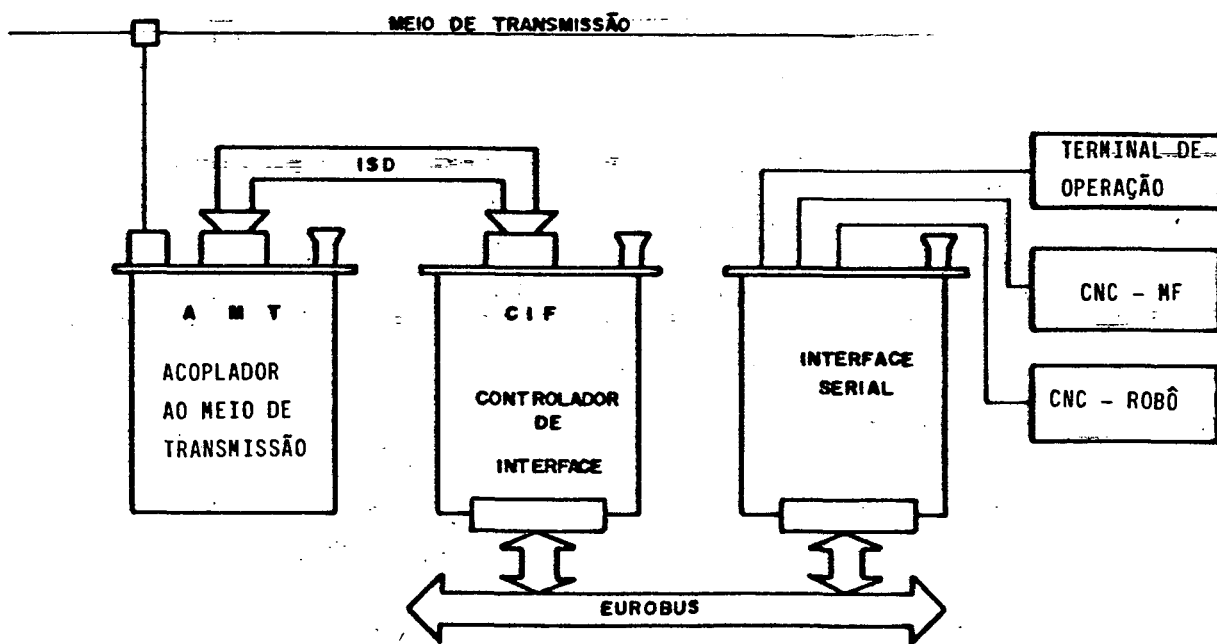 MEIO DE TRANSMISSÃO
ISD
TERMINAL DE
OPERAÇÃO
CNC - MF
CNC - ROBÔ
A M T
ACOPLADOR
AO MEIO DE
TRANSMISSÃO
CIF
CONTROLADOR
DE
INTERFACE
INTERFACE
SERIAL
EUROBUS